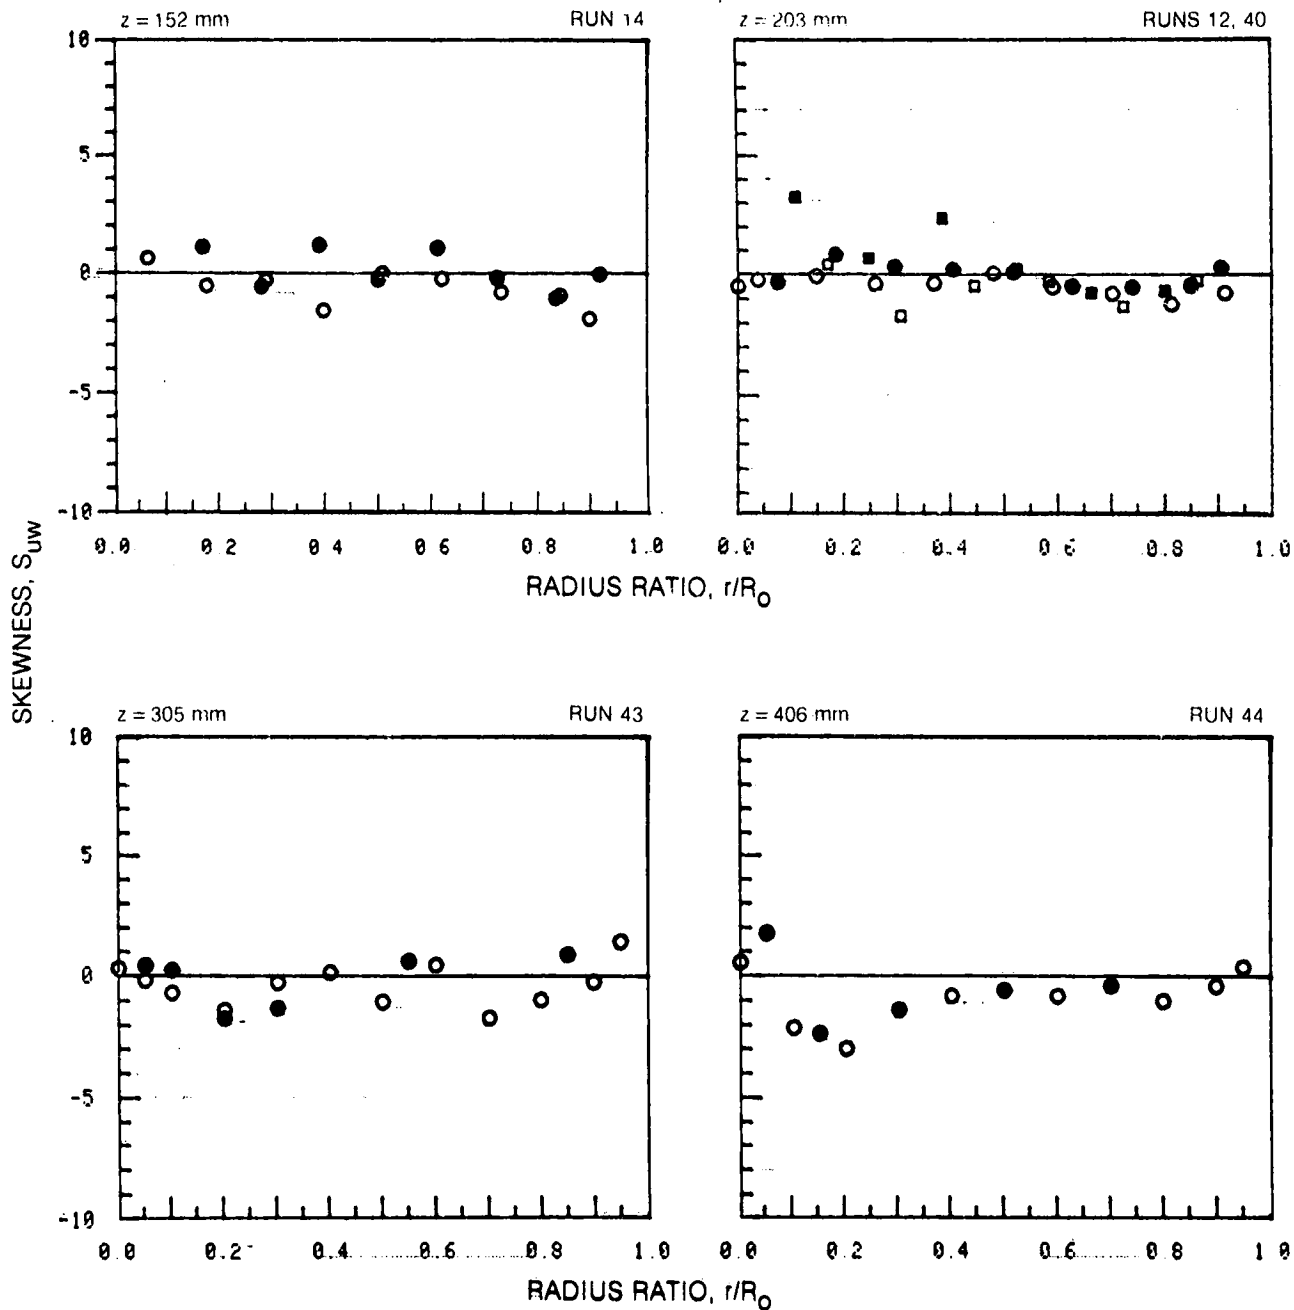 z = 152 mm RUN 14
10
5
0
-5
-10
0.0 0.2 0.4 0.6 0.8 1.0
z = 203 mm RUNS 12, 40
0.0 0.2 0.4 0.6 0.8 1.0
RADIUS RATIO, r/Ro
SKEWNESS, Suw
z = 305 mm RUN 43
10
5
0
-5
-10
0.0 0.2 0.4 0.6 0.8 1.0
z = 406 mm RUN 44
0.0 0.2 0.4 0.6 0.8 1.0
RADIUS RATIO, r/Ro